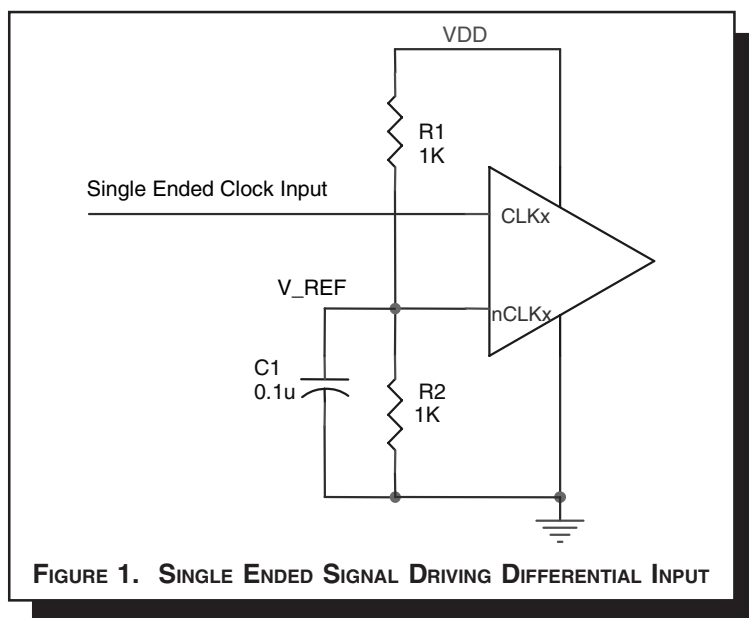 VDD
R1
1K
Single Ended Clock Input
CLKx
V_REF
nCLKx
C1
0.1u
R2
1K
FIGURE 1. SINGLE ENDED SIGNAL DRIVING DIFFERENTIAL INPUT